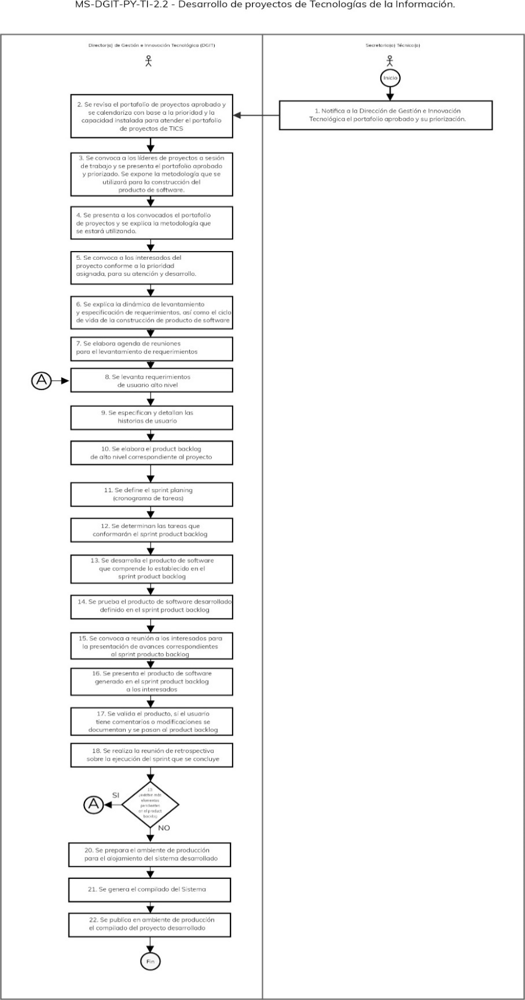 MS-DGIT-PY-TI-2.2 - Desarrollo de proyectos de Tecnologías de la Información.
Director(a) de Gestión e Innovación Tecnológica (DGIT)
Secretario(a) Técnico(a)
Inicio
1. Notifica a la Dirección de Gestión e Innovación
Tecnológica el portafolio aprobado y su priorización.
2. Se revisa el portafolio de proyectos aprobado y
se calendariza con base a la prioridad y la
capacidad instalada para atender el portafolio
de proyectos de TICS
3. Se convoca a los líderes de proyectos a sesión
de trabajo y se presenta el portafolio aprobado
y priorizado. Se expone la metodología que se
utilizará para la construcción del
producto de software.
4. Se presenta a los convocados el portafolio
de proyectos y se explica la metodología que
se estará utilizando.
5. Se convoca a los interesados del
proyecto conforme a la prioridad
asignada, para su atención y desarrollo.
6. Se explica la dinámica de levantamiento
y especificación de requerimientos, así como el ciclo
de vida de la construcción de producto de software
7. Se elabora agenda de reuniones
para el levantamiento de requerimientos
A
8. Se levanta requerimientos
de usuario alto nivel
9. Se especifican y detallan las
historias de usuario
10. Se elabora el product backlog
de alto nivel correspondiente al proyecto
11. Se define el sprint planing
(cronograma de tareas)
12. Se determinan las tareas que
conformarán el sprint product backlog
13. Se desarrolla el producto de software
que comprende lo establecido en el
sprint product backlog
14. Se prueba el producto de software desarrollado
definido en el sprint product backlog
15. Se convoca a reunión a los interesados para
la presentación de avances correspondientes
al sprint producto backlog
16. Se presenta el producto de software
generado en el sprint product backlog
a los interesados
17. Se valida el producto, si el usuario
tiene comentarios o modificaciones se
documentan y se pasan al product backlog
18. Se realiza la reunión de retrospectiva
sobre la ejecución del sprint que se concluye
19.
¿existen más
elementos
pendientes
en el product
backlog
SI
A
NO
20. Se prepara el ambiente de producción
para el alojamiento del sistema desarrollado
21. Se genera el compilado del Sistema
22. Se publica en ambiente de producción
el compilado del proyecto desarrollado
Fin